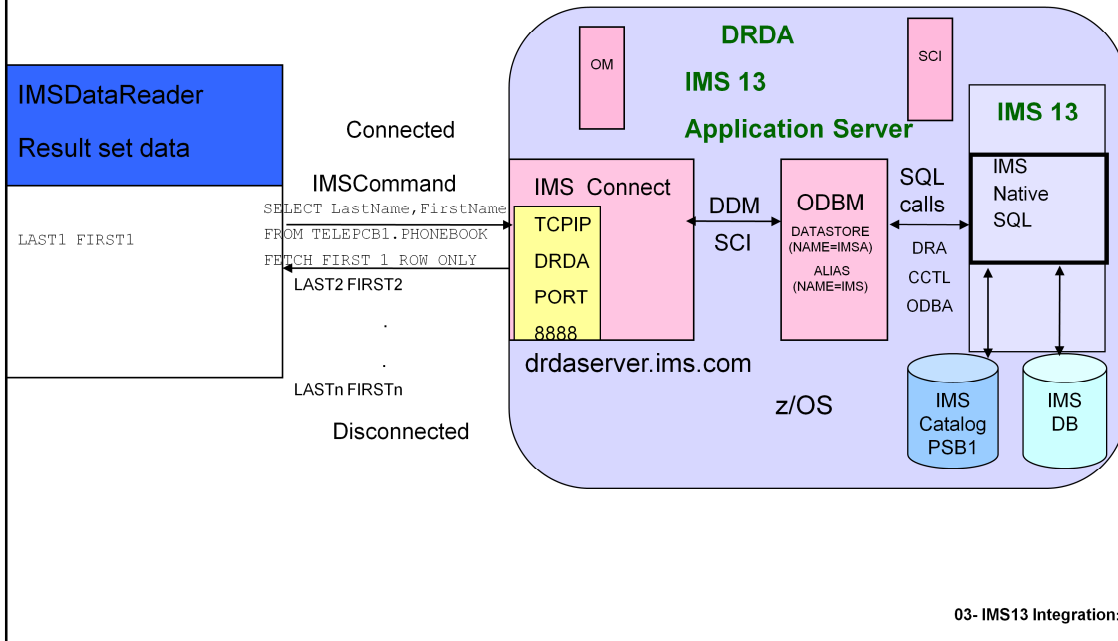 IMSDataReader
Result set data
LAST1 FIRST1
Connected
IMSCommand
SELECT LastName,FirstName
FROM TELEPCB1.PHONEBOOK
FETCH FIRST 1 ROW ONLY
LAST2 FIRST2
.
.
LASTn FIRSTn
Disconnected
DRDA
IMS 13
Application Server
OM
SCI
IMS Connect
TCPIP
DRDA
PORT
8888
drdaserver.ims.com
DDM
SCI
ODBM
DATASTORE
(NAME=IMSA)
ALIAS
(NAME=IMS)
SQL
calls
DRA
CCTL
ODBA
IMS 13
IMS
Native
SQL
z/OS
IMS
Catalog
PSB1
IMS
DB
03- IMS13 Integration: